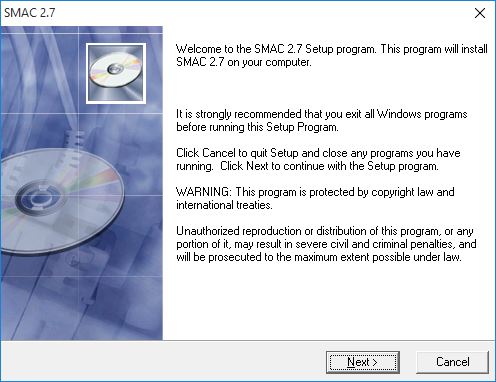 SMAC 2.7
Welcome to the SMAC 2.7 Setup program. This program will install
SMAC 2.7 on your computer.
It is strongly recommended that you exit all Windows programs
before running this Setup Program.
Click Cancel to quit Setup and close any programs you have
running. Click Next to continue with the Setup program.
WARNING: This program is protected by copyright law and
international treaties.
Unauthorized reproduction or distribution of this program, or any
portion of it, may result in severe civil and criminal penalties, and
will be prosecuted to the maximum extent possible under law.
Next >
Cancel